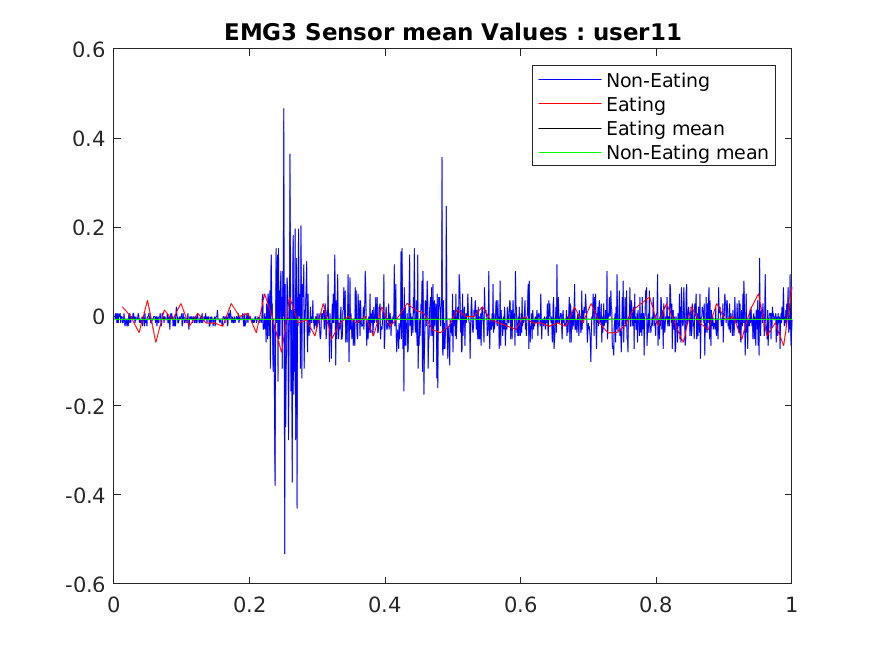 EMG3 Sensor mean Values : user11
0.6
0.4
0.2
0
-0.2
-0.4
-0.6
Non-Eating
Eating
Eating mean
Non-Eating mean
0 0.2 0.4 0.6 0.8 1